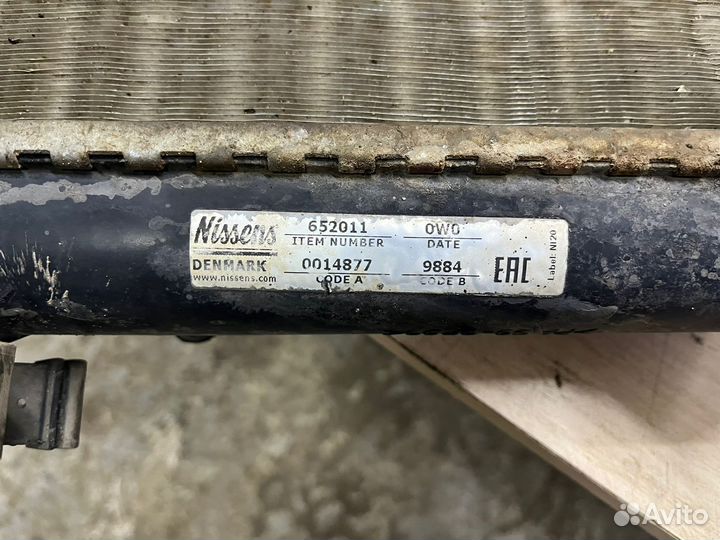 Nissens 652011 0W0
ITEM NUMBER DATE
DENMARK 0014877 9884 EAC
www.nissens.com CODE A CODE B
Label: NI20
Avito